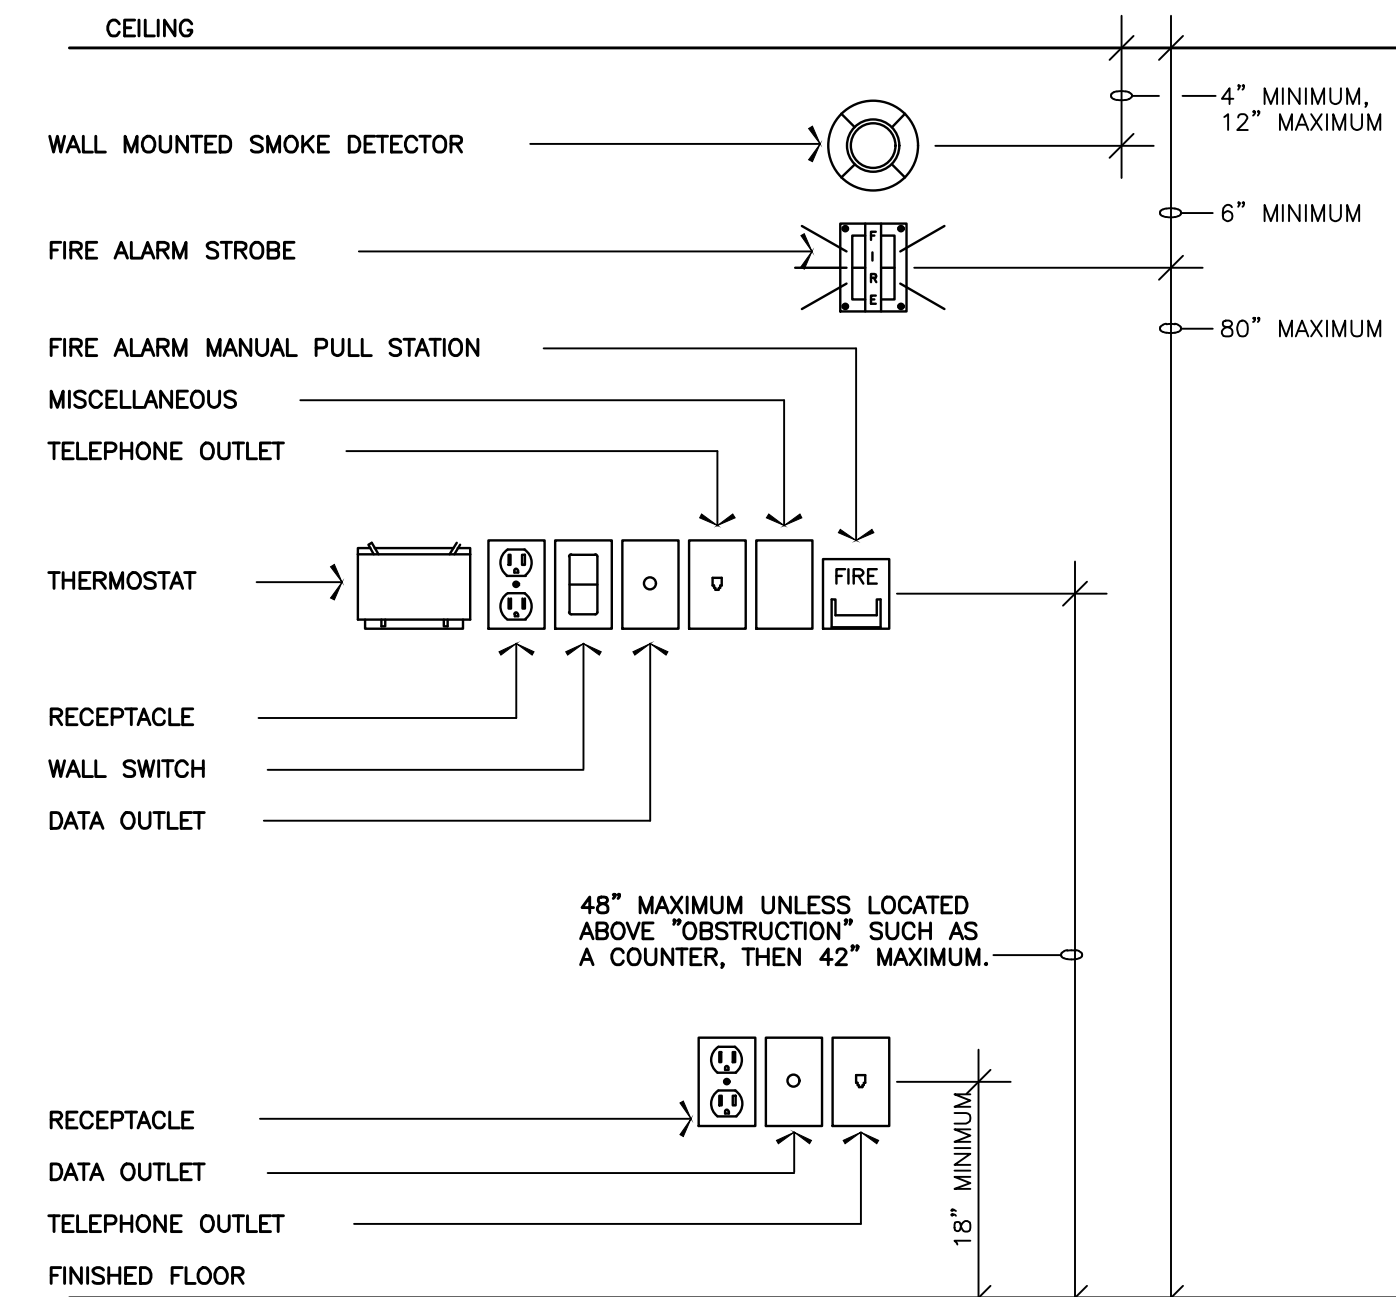 CEILING
4” MINIMUM,
12” MAXIMUM
WALL MOUNTED SMOKE DETECTOR
6” MINIMUM
FIRE ALARM STROBE
FIRE
80” MAXIMUM
FIRE ALARM MANUAL PULL STATION
MISCELLANEOUS
TELEPHONE OUTLET
THERMOSTAT
FIRE
RECEPTACLE
WALL SWITCH
DATA OUTLET
48” MAXIMUM UNLESS LOCATED
ABOVE ”OBSTRUCTION” SUCH AS
A COUNTER, THEN 42” MAXIMUM.
RECEPTACLE
DATA OUTLET
TELEPHONE OUTLET
18” MINIMUM
FINISHED FLOOR